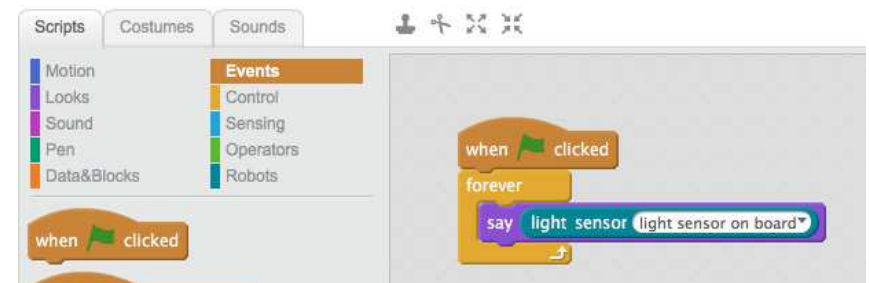 Scripts Costumes Sounds
Motion Events
Looks Control
Sound Sensing
Pen Operators
Data&Blocks Robots
when clicked
when clicked
forever
say light sensor light sensor on board